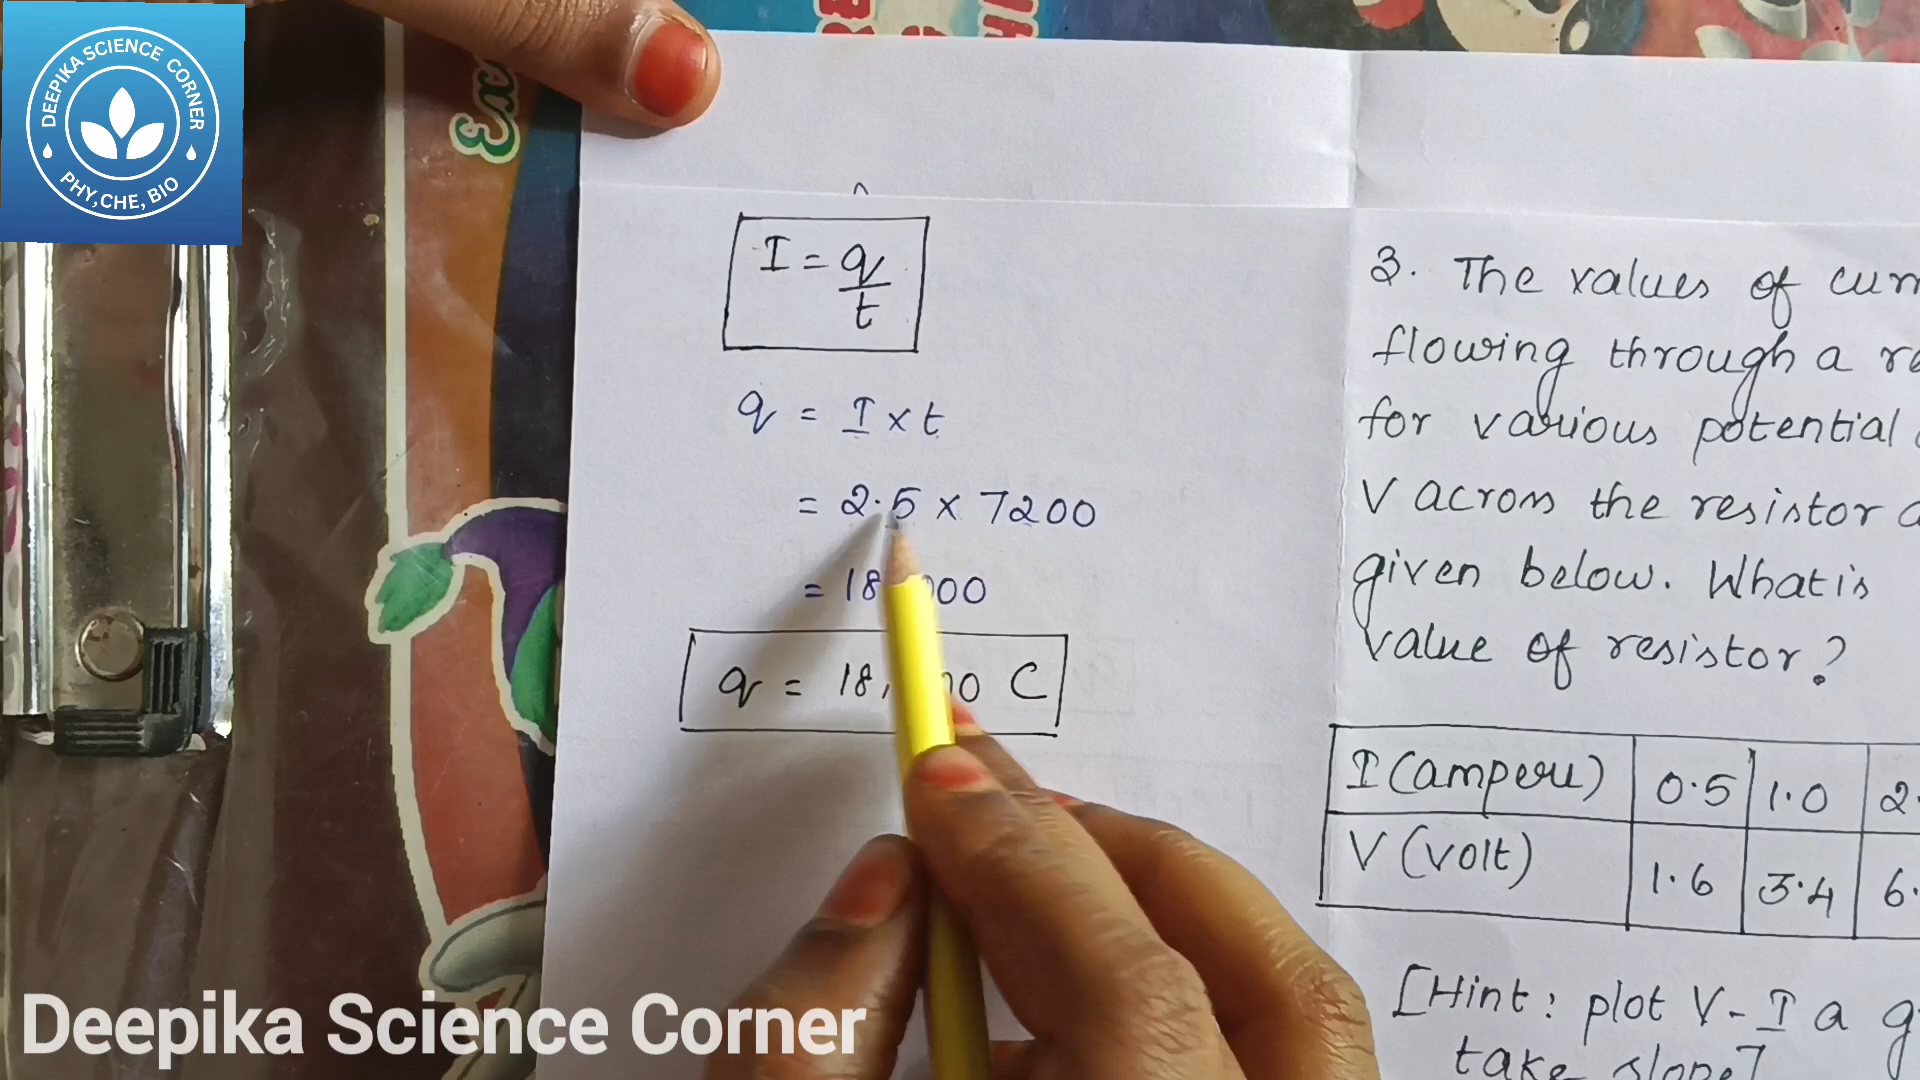 DEEPIKA SCIENCE CORNER
PHY, CHE, BIO
I = q/t
q = I x t
= 2.5 x 7200
q = 18, C
3. The values of
flowing through a
for various potential
V across the resistor
given below. What is
value of resistor?
I (ampere) 0.5 1.0
V (volt) 1.6 3.4
[Hint: plot V-I a
take slope]
Deepika Science Corner